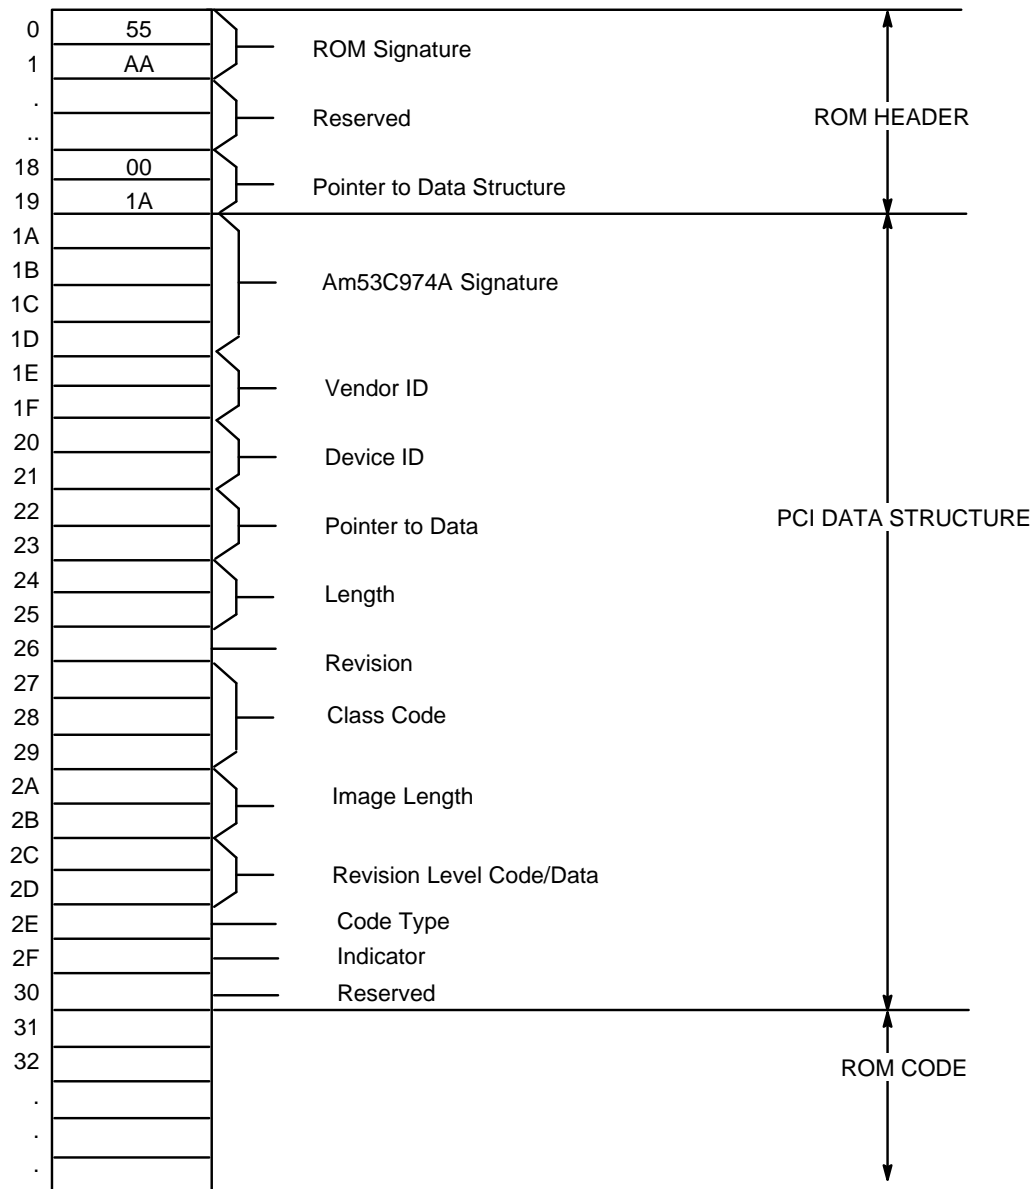 0 55
ROM Signature
1 AA
.
Reserved
ROM HEADER
..
18 00
Pointer to Data Structure
19 1A
1A
1B
Am53C974A Signature
1C
1D
1E
Vendor ID
1F
20
Device ID
21
22
Pointer to Data
PCI DATA STRUCTURE
23
24
Length
25
26
Revision
27
28
Class Code
29
2A
Image Length
2B
2C
Revision Level Code/Data
2D
2E
Code Type
2F
Indicator
30
Reserved
31
32
ROM CODE
.
.
.